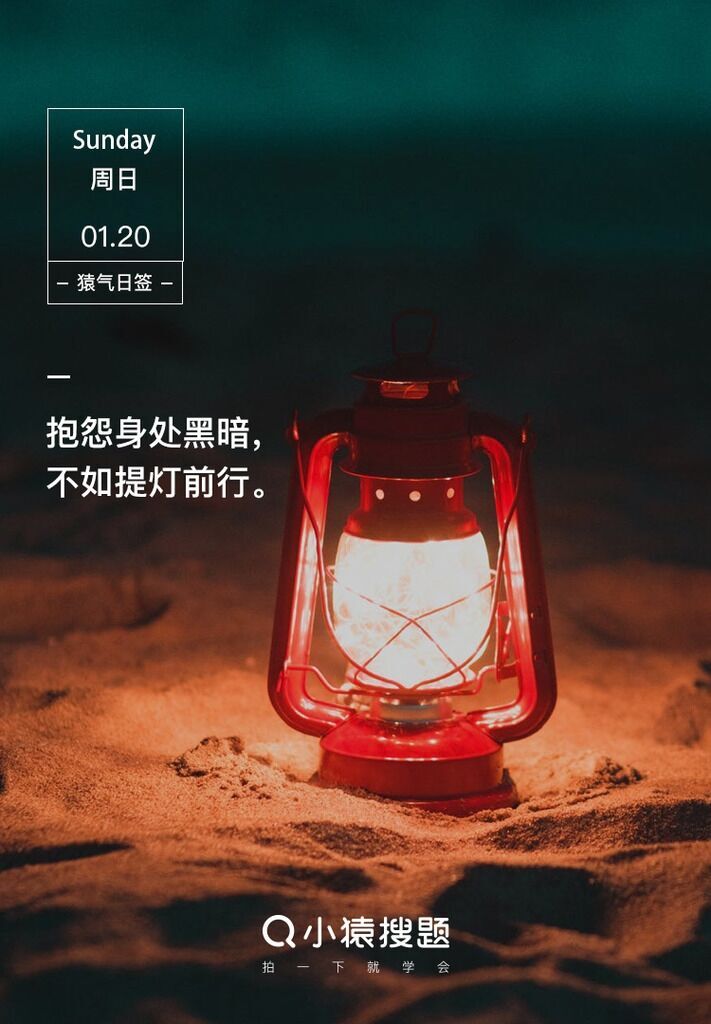 Sunday
周日
01.20
– 猿气日签 –
抱怨身处黑暗，
不如提灯前行。
小猿搜题
拍一下就学会